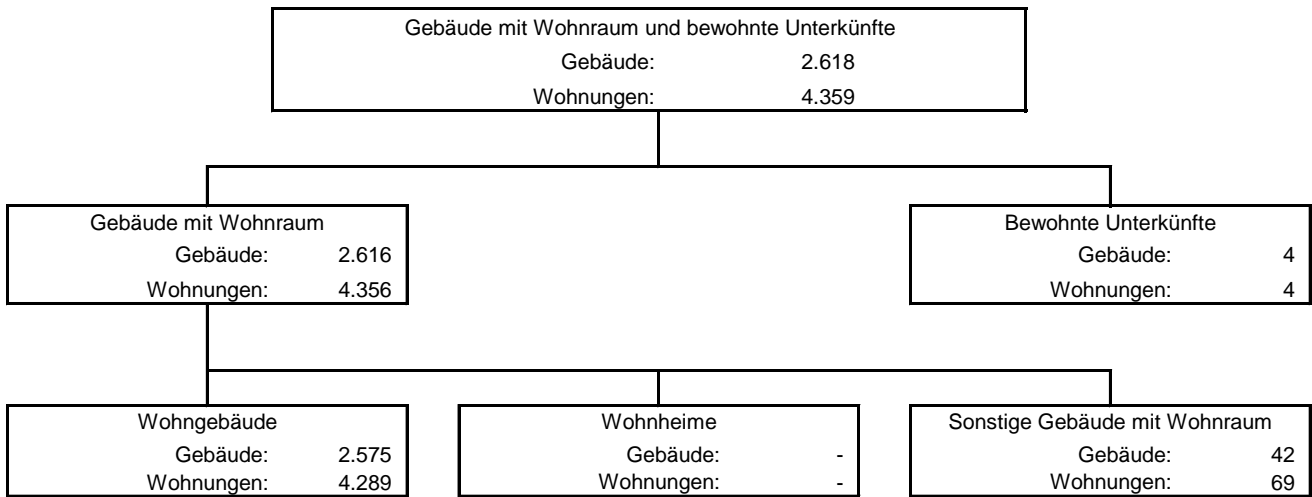 Gebäude mit Wohnraum und bewohnte Unterkünfte
Gebäude: 2.618
Wohnungen: 4.359
Gebäude mit Wohnraum
Gebäude: 2.616
Wohnungen: 4.356
Bewohnte Unterkünfte
Gebäude: 4
Wohnungen: 4
Wohngebäude
Gebäude: 2.575
Wohnungen: 4.289
Wohnheime
Gebäude: -
Wohnungen: -
Sonstige Gebäude mit Wohnraum
Gebäude: 42
Wohnungen: 69